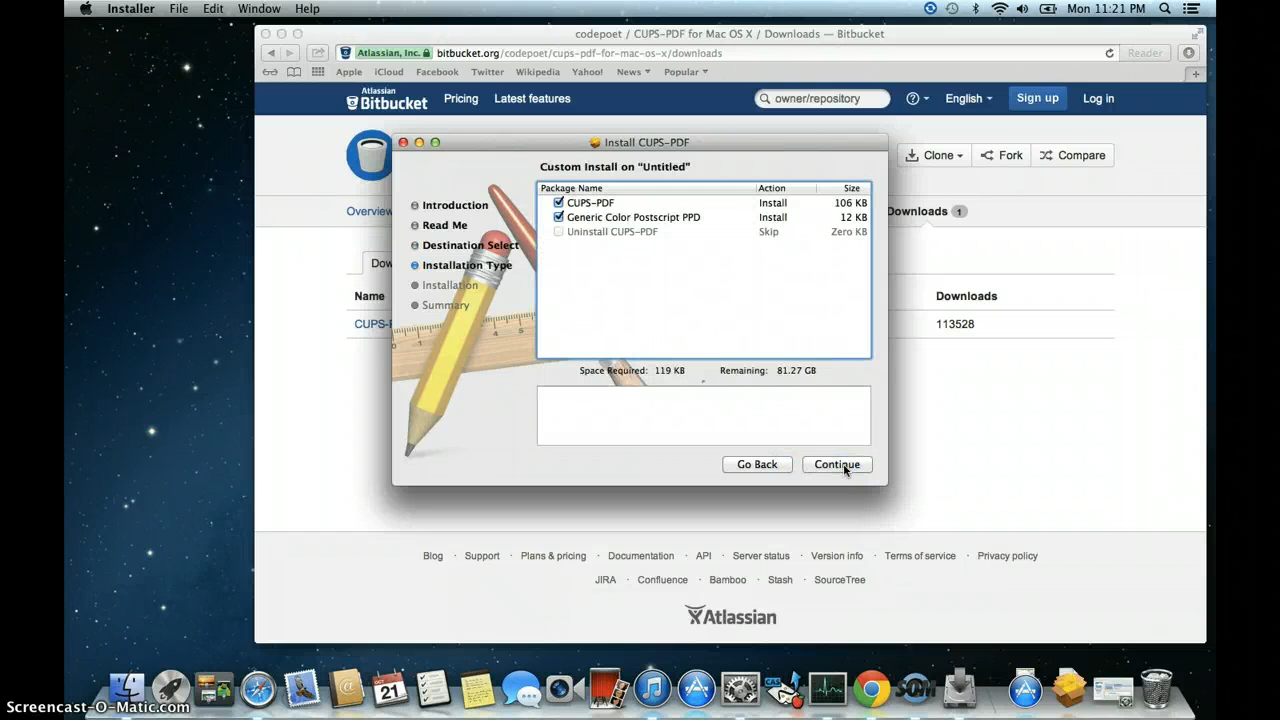 Installer File Edit Window Help Mon 11:21 PM
codepoet / CUPS-PDF for Mac OS X / Downloads – Bitbucket
Atlassian, Inc. bitbucket.org/codepoet/cups-pdf-for-mac-os-x/downloads Reader
Apple iCloud Facebook Twitter Wikipedia Yahoo! News Popular
Atlassian
Bitbucket Pricing Latest features owner/repository English Sign up Log in
Clone Fork Compare
Overview Downloads 1
Dow
Name Downloads
CUPS-P 113528
Install CUPS-PDF
Custom Install on "Untitled"
Introduction
Read Me
Destination Select
Installation Type
Installation
Summary
Package Name Action Size
CUPS-PDF Install 106 KB
Generic Color Postscript PPD Install 12 KB
Uninstall CUPS-PDF Skip Zero KB
Space Required: 119 KB Remaining: 81.27 GB
Go Back Continue
Blog · Support · Plans & pricing · Documentation · API · Server status · Version info · Terms of service · Privacy policy
JIRA · Confluence · Bamboo · Stash · SourceTree
Atlassian
OCT
21
CAS
SQM
Screencast-O-Matic.com